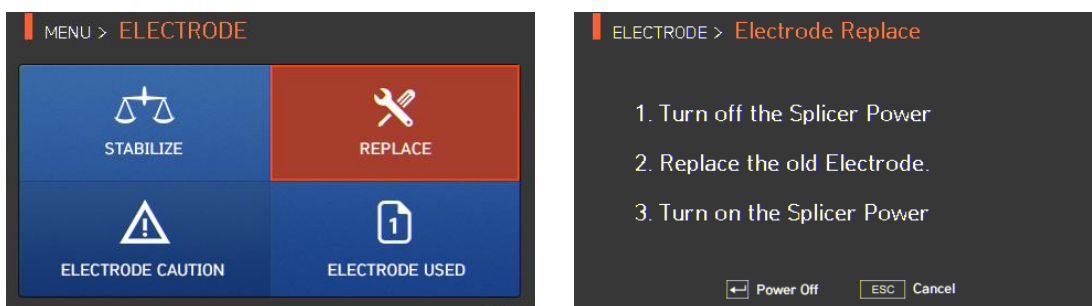 MENU > ELECTRODE
STABILIZE
REPLACE
ELECTRODE CAUTION
1
ELECTRODE USED
ELECTRODE > Electrode Replace
1. Turn off the Splicer Power
2. Replace the old Electrode.
3. Turn on the Splicer Power
Power Off ESC Cancel